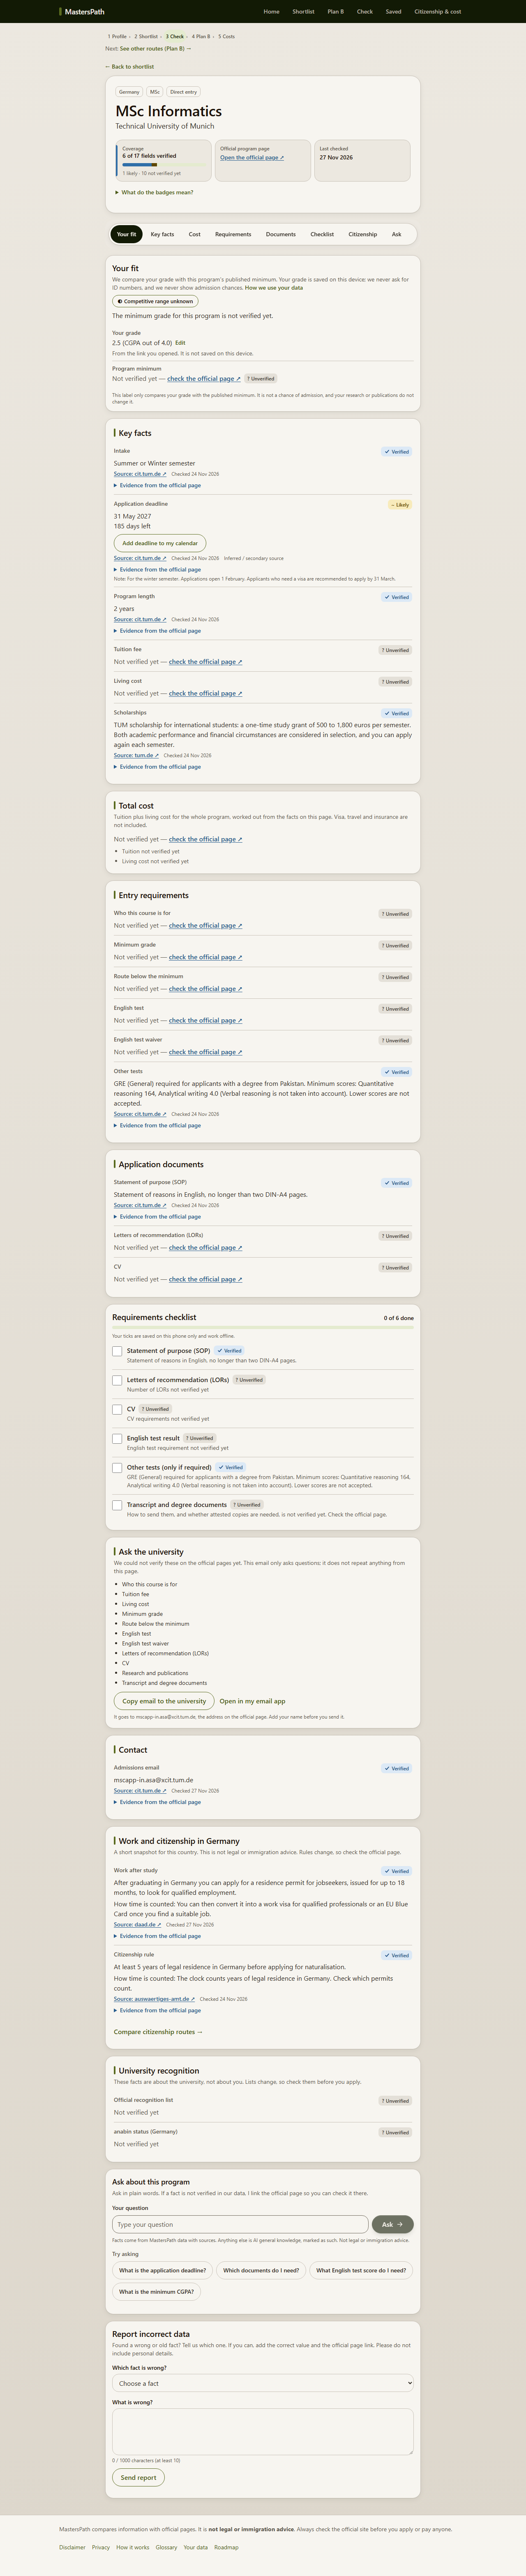 MastersPath
Home Shortlist Plan B Check Saved Citizenship & cost
1 Profile › 2 Shortlist › 3 Check › 4 Plan B › 5 Costs
Next: See other routes (Plan B) →
← Back to shortlist
Germany MSc Direct entry
MSc Informatics
Technical University of Munich
Coverage
6 of 17 fields verified
1 likely · 10 not verified yet
Official program page
Open the official page ↗
Last checked
27 Nov 2026
▶ What do the badges mean?
Your fit Key facts Cost Requirements Documents Checklist Citizenship Ask
Your fit
We compare your grade with this program's published minimum. Your grade is saved on this device; we never ask for
ID numbers, and we never show admission chances. How we use your data
Competitive range unknown
The minimum grade for this program is not verified yet.
Your grade
2.5 (CGPA out of 4.0) Edit
From the link you opened. It is not saved on this device.
Program minimum
Not verified yet — check the official page ↗ ? Unverified
This label only compares your grade with the published minimum. It is not a chance of admission, and your research or publications do not
change it.
Key facts
Intake ✓ Verified
Summer or Winter semester
Source: cit.tum.de ↗ Checked 24 Nov 2026
▶ Evidence from the official page
Application deadline ~ Likely
31 May 2027
185 days left
Add deadline to my calendar
Source: cit.tum.de ↗ Checked 24 Nov 2026 Inferred / secondary source
▶ Evidence from the official page
Note: For the winter semester. Applications open 1 February. Applicants who need a visa are recommended to apply by 31 March.
Program length ✓ Verified
2 years
Source: cit.tum.de ↗ Checked 24 Nov 2026
▶ Evidence from the official page
Tuition fee ? Unverified
Not verified yet — check the official page ↗
Living cost ? Unverified
Not verified yet — check the official page ↗
Scholarships ✓ Verified
TUM scholarship for international students: a one-time study grant of 500 to 1,800 euros per semester.
Both academic performance and financial circumstances are considered in selection, and you can apply
again each semester.
Source: tum.de ↗ Checked 24 Nov 2026
▶ Evidence from the official page
Total cost
Tuition plus living cost for the whole program, worked out from the facts on this page. Visa, travel and insurance are
not included.
Not verified yet — check the official page ↗
• Tuition not verified yet
• Living cost not verified yet
Entry requirements
Who this course is for ? Unverified
Not verified yet — check the official page ↗
Minimum grade ? Unverified
Not verified yet — check the official page ↗
Route below the minimum ? Unverified
Not verified yet — check the official page ↗
English test ? Unverified
Not verified yet — check the official page ↗
English test waiver ? Unverified
Not verified yet — check the official page ↗
Other tests ✓ Verified
GRE (General) required for applicants with a degree from Pakistan. Minimum scores: Quantitative
reasoning 164, Analytical writing 4.0 (Verbal reasoning is not taken into account). Lower scores are not
accepted.
Source: cit.tum.de ↗ Checked 24 Nov 2026
▶ Evidence from the official page
Application documents
Statement of purpose (SOP) ✓ Verified
Statement of reasons in English, no longer than two DIN-A4 pages.
Source: cit.tum.de ↗ Checked 24 Nov 2026
▶ Evidence from the official page
Letters of recommendation (LORs) ? Unverified
Not verified yet — check the official page ↗
CV ? Unverified
Not verified yet — check the official page ↗
Requirements checklist 0 of 6 done
Your ticks are saved on this phone only and work offline.
Statement of purpose (SOP) ✓ Verified
Statement of reasons in English, no longer than two DIN-A4 pages.
Letters of recommendation (LORs) ? Unverified
Number of LORs not verified yet
CV ? Unverified
CV requirements not verified yet
English test result ? Unverified
English test requirement not verified yet
Other tests (only if required) ✓ Verified
GRE (General) required for applicants with a degree from Pakistan. Minimum scores: Quantitative reasoning 164,
Analytical writing 4.0 (Verbal reasoning is not taken into account). Lower scores are not accepted.
Transcript and degree documents ? Unverified
How to send them, and whether attested copies are needed, is not verified yet. Check the official page.
Ask the university
We could not verify these on the official pages yet. This email only asks questions; it does not repeat anything from
this page.
• Who this course is for
• Tuition fee
• Living cost
• Minimum grade
• Route below the minimum
• English test
• English test waiver
• Letters of recommendation (LORs)
• CV
• Research and publications
• Transcript and degree documents
Copy email to the university Open in my email app
It goes to mscapp-in.asa@xcit.tum.de, the address on the official page. Add your name before you send it.
Contact
Admissions email ✓ Verified
mscapp-in.asa@xcit.tum.de
Source: cit.tum.de ↗ Checked 27 Nov 2026
▶ Evidence from the official page
Work and citizenship in Germany
A short snapshot for this country. This is not legal or immigration advice. Rules change, so check the official page.
Work after study ✓ Verified
After graduating in Germany you can apply for a residence permit for jobseekers, issued for up to 18
months, to look for qualified employment.
How time is counted: You can then convert it into a work visa for qualified professionals or an EU Blue
Card once you find a suitable job.
Source: daad.de ↗ Checked 27 Nov 2026
▶ Evidence from the official page
Citizenship rule ✓ Verified
At least 5 years of legal residence in Germany before applying for naturalisation.
How time is counted: The clock counts years of legal residence in Germany. Check which permits
count.
Source: auswaertiges-amt.de ↗ Checked 24 Nov 2026
▶ Evidence from the official page
Compare citizenship routes →
University recognition
These facts are about the university, not about you. Lists change, so check them before you apply.
Official recognition list ? Unverified
Not verified yet
anabin status (Germany) ? Unverified
Not verified yet
Ask about this program
Ask in plain words. If a fact is not verified in our data, I link the official page so you can check it there.
Your question
Type your question
Ask →
Facts come from MastersPath data with sources. Anything else is AI general knowledge, marked as such. Not legal or immigration advice.
Try asking
What is the application deadline? Which documents do I need? What English test score do I need?
What is the minimum CGPA?
Report incorrect data
Found a wrong or old fact? Tell us which one. If you can, add the correct value and the official page link. Please do not
include personal details.
Which fact is wrong?
Choose a fact
What is wrong?
0 / 1000 characters (at least 10)
Send report
MastersPath compares information with official pages. It is not legal or immigration advice. Always check the official site before you apply or pay anyone.
Disclaimer Privacy How it works Glossary Your data Roadmap